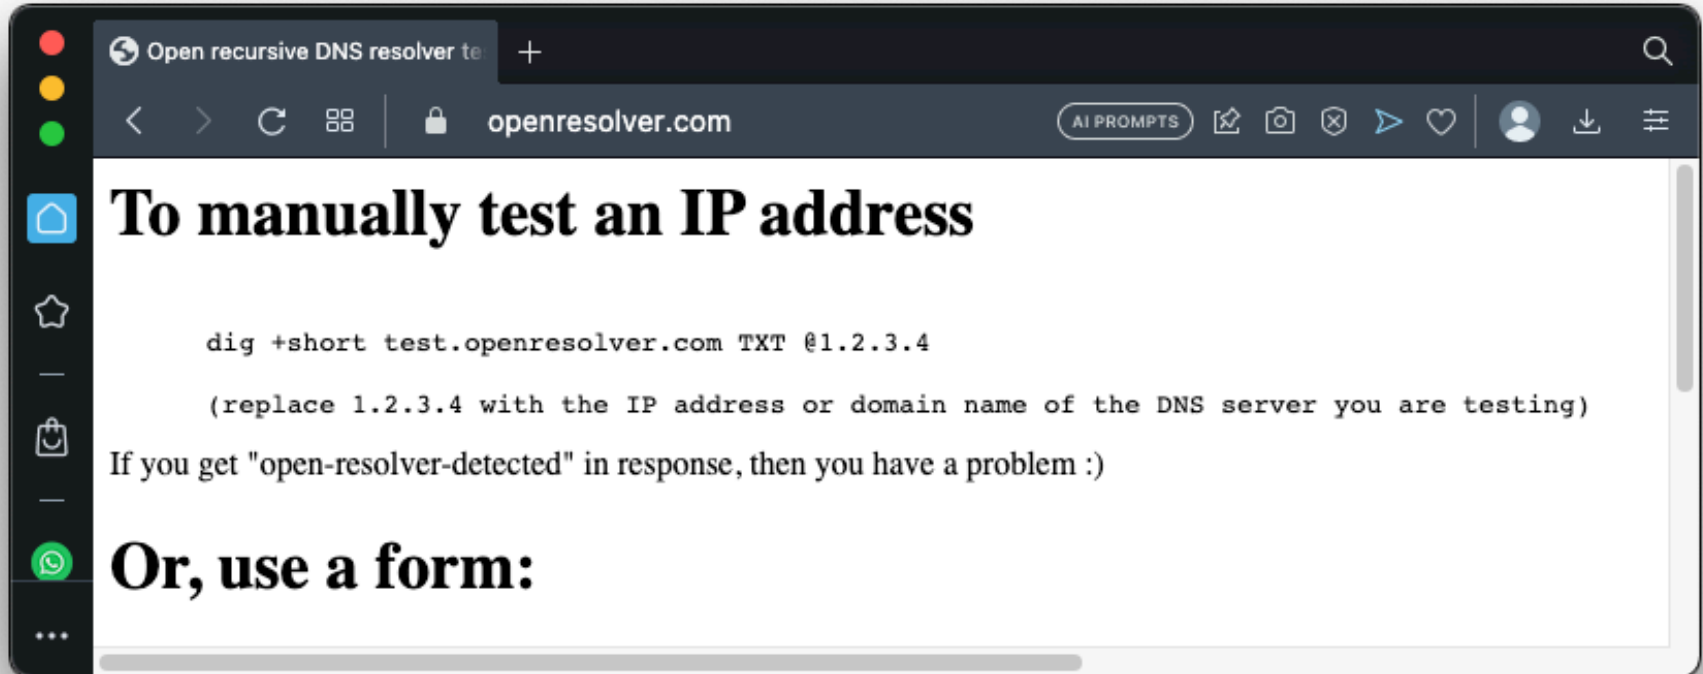 Open recursive DNS resolver te
openresolver.com
AI PROMPTS
To manually test an IP address
dig +short test.openresolver.com TXT @1.2.3.4
(replace 1.2.3.4 with the IP address or domain name of the DNS server you are testing)
If you get "open-resolver-detected" in response, then you have a problem :)
Or, use a form: